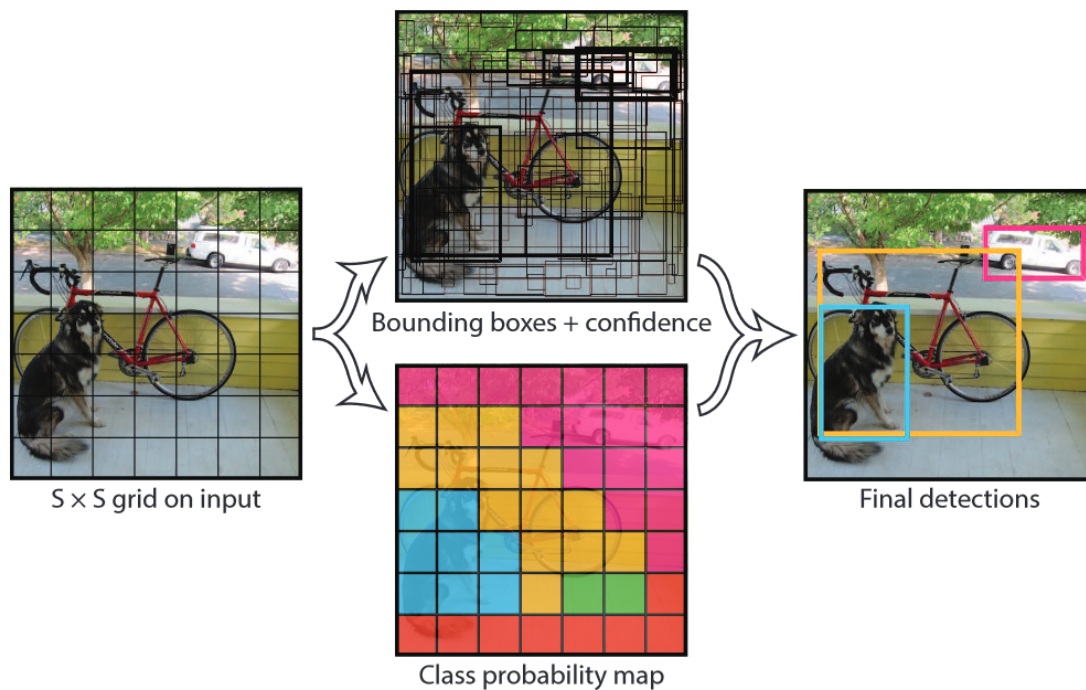 Bounding boxes + confidence
S × S grid on input
Final detections
Class probability map